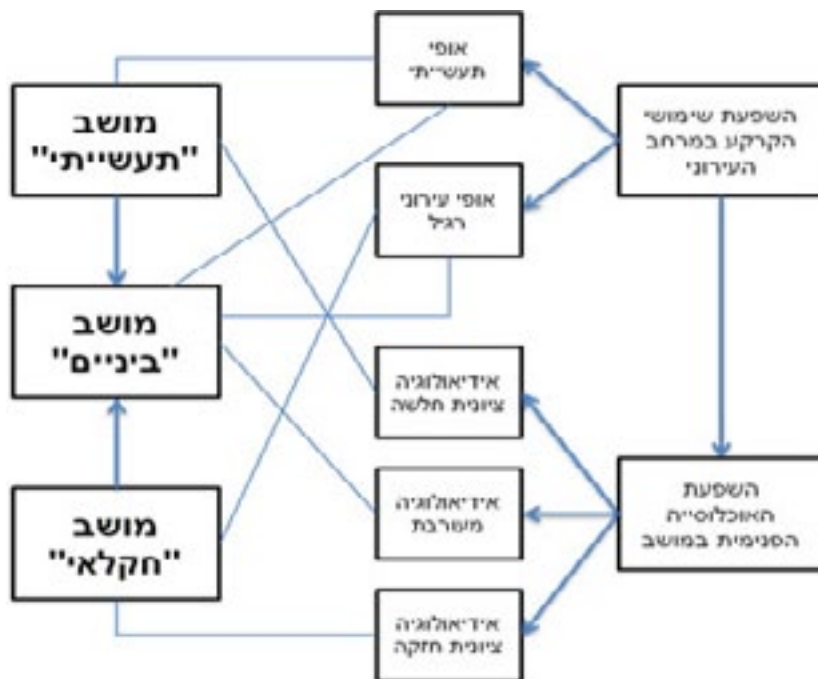 השפעת שימושי
הקרקע במרחב
העירוני
השפעת
האוכלוסייה
הפנימית במושב
אופי
תעשייתי
אופי עירוני
רגיל
אידיאולוגיה
ציונית חלשה
אידיאולוגיה
מעורבת
אידיאולוגיה
ציונית חזקה
מושב
"תעשייתי"
מושב
"ביניים"
מושב
"חקלאי"